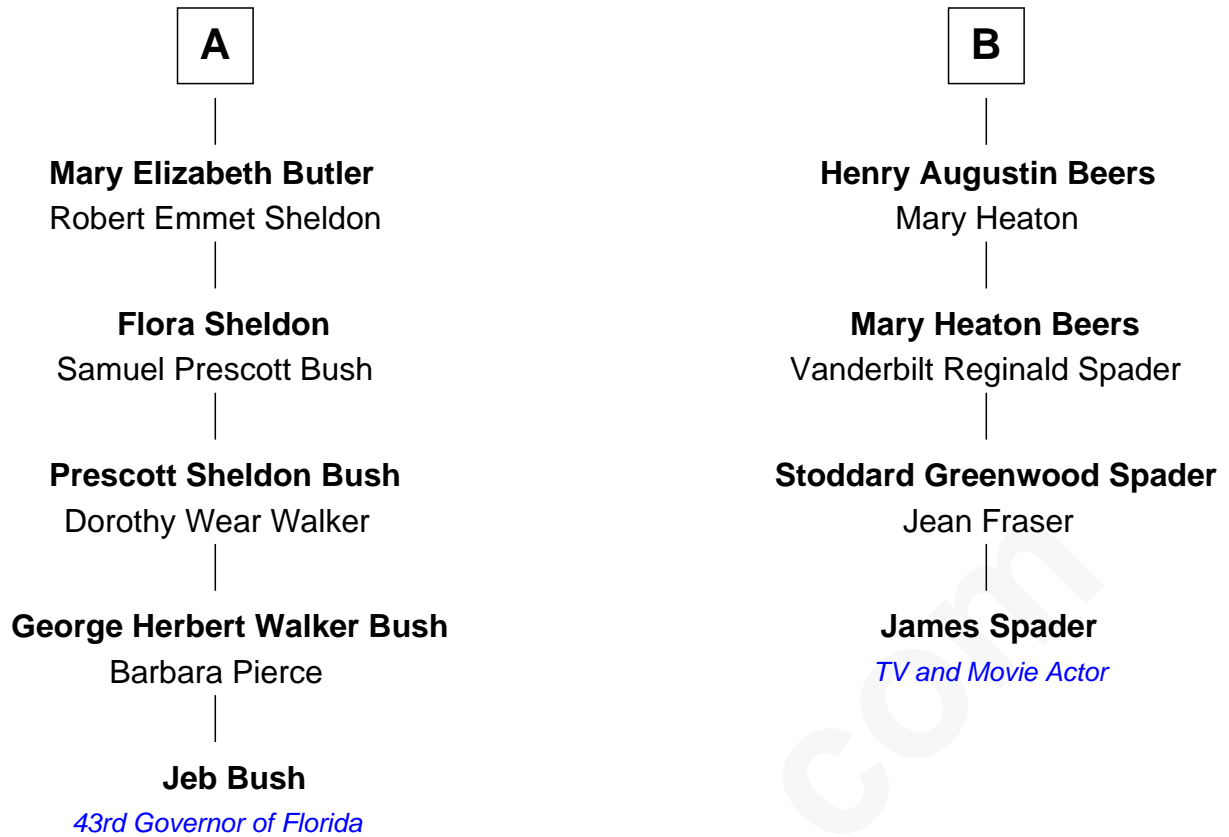 A
Mary Elizabeth Butler
Robert Emmet Sheldon
Flora Sheldon
Samuel Prescott Bush
Prescott Sheldon Bush
Dorothy Wear Walker
George Herbert Walker Bush
Barbara Pierce
Jeb Bush
43rd Governor of Florida
B
Henry Augustin Beers
Mary Heaton
Mary Heaton Beers
Vanderbilt Reginald Spader
Stoddard Greenwood Spader
Jean Fraser
James Spader
TV and Movie Actor
com